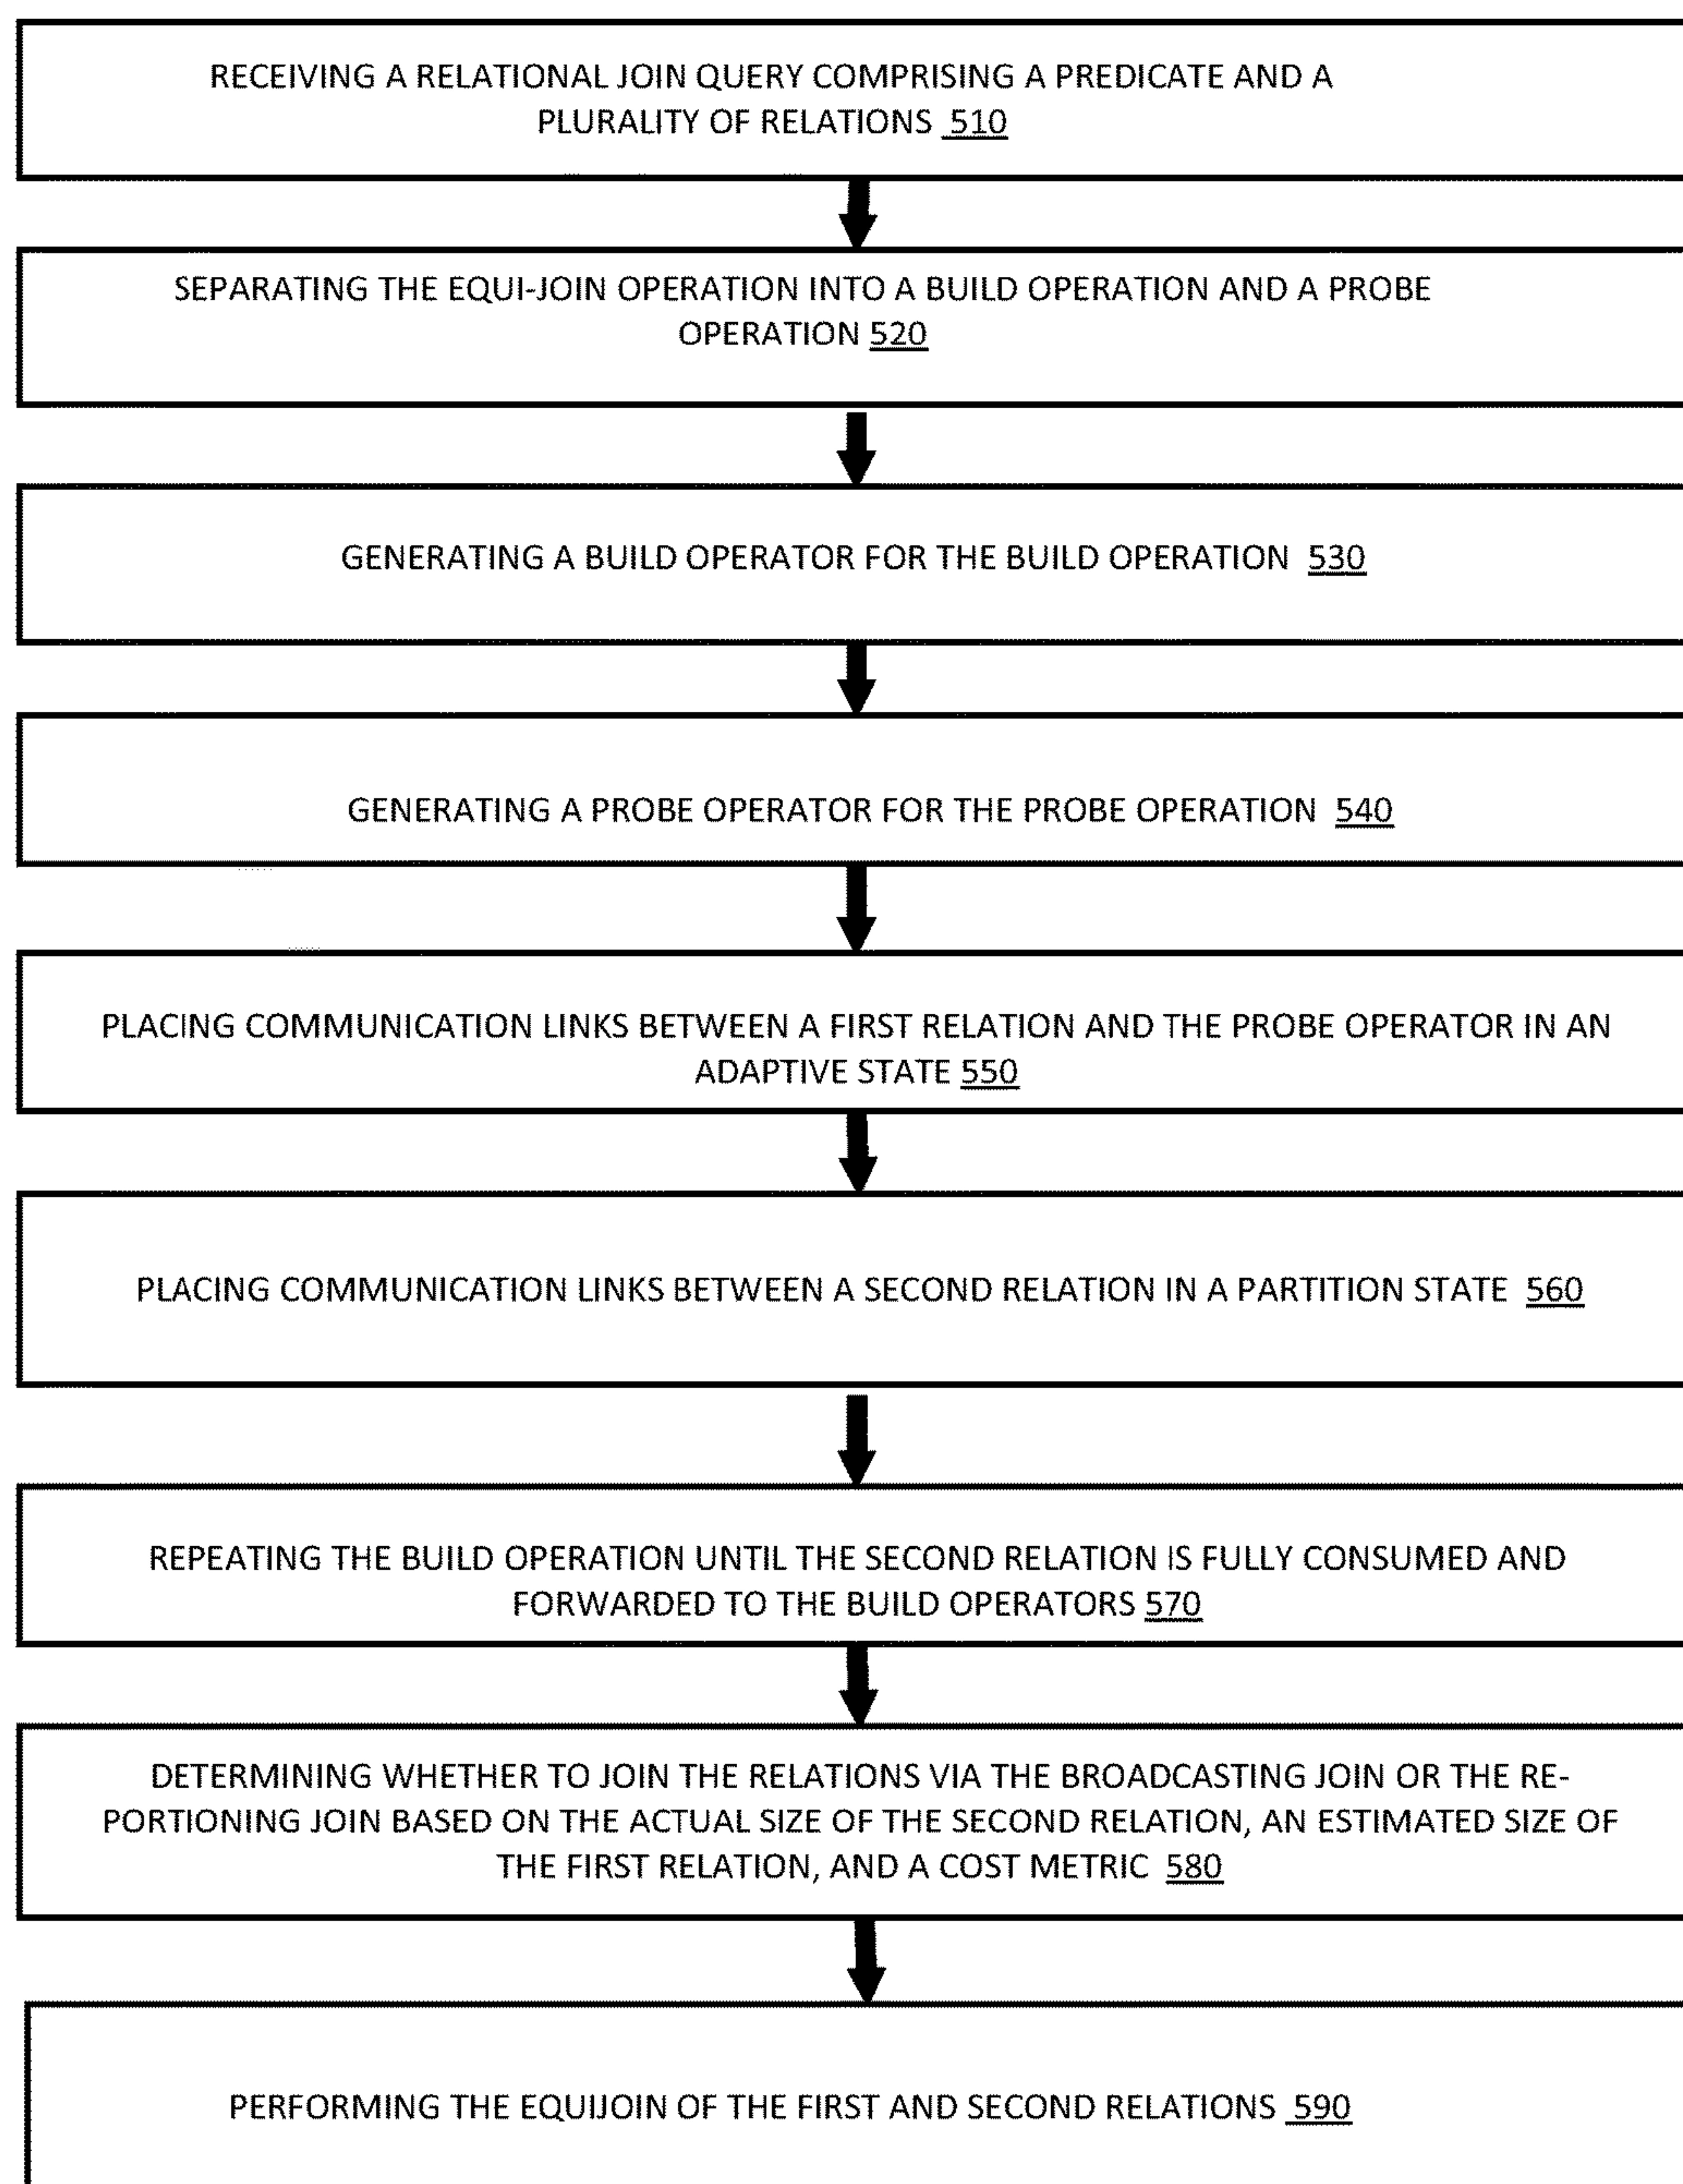 RECEIVING A RELATIONAL JOIN QUERY COMPRISING A PREDICATE AND A
PLURALITY OF RELATIONS 510
SEPARATING THE EQUI-JOIN OPERATION INTO A BUILD OPERATION AND A PROBE
OPERATION 520
GENERATING A BUILD OPERATOR FOR THE BUILD OPERATION 530
GENERATING A PROBE OPERATOR FOR THE PROBE OPERATION 540
PLACING COMMUNICATION LINKS BETWEEN A FIRST RELATION AND THE PROBE OPERATOR IN AN
ADAPTIVE STATE 550
PLACING COMMUNICATION LINKS BETWEEN A SECOND RELATION IN A PARTITION STATE 560
REPEATING THE BUILD OPERATION UNTIL THE SECOND RELATION IS FULLY CONSUMED AND
FORWARDED TO THE BUILD OPERATORS 570
DETERMINING WHETHER TO JOIN THE RELATIONS VIA THE BROADCASTING JOIN OR THE RE-
PORTIONING JOIN BASED ON THE ACTUAL SIZE OF THE SECOND RELATION, AN ESTIMATED SIZE OF
THE FIRST RELATION, AND A COST METRIC 580
PERFORMING THE EQUIJOIN OF THE FIRST AND SECOND RELATIONS 590